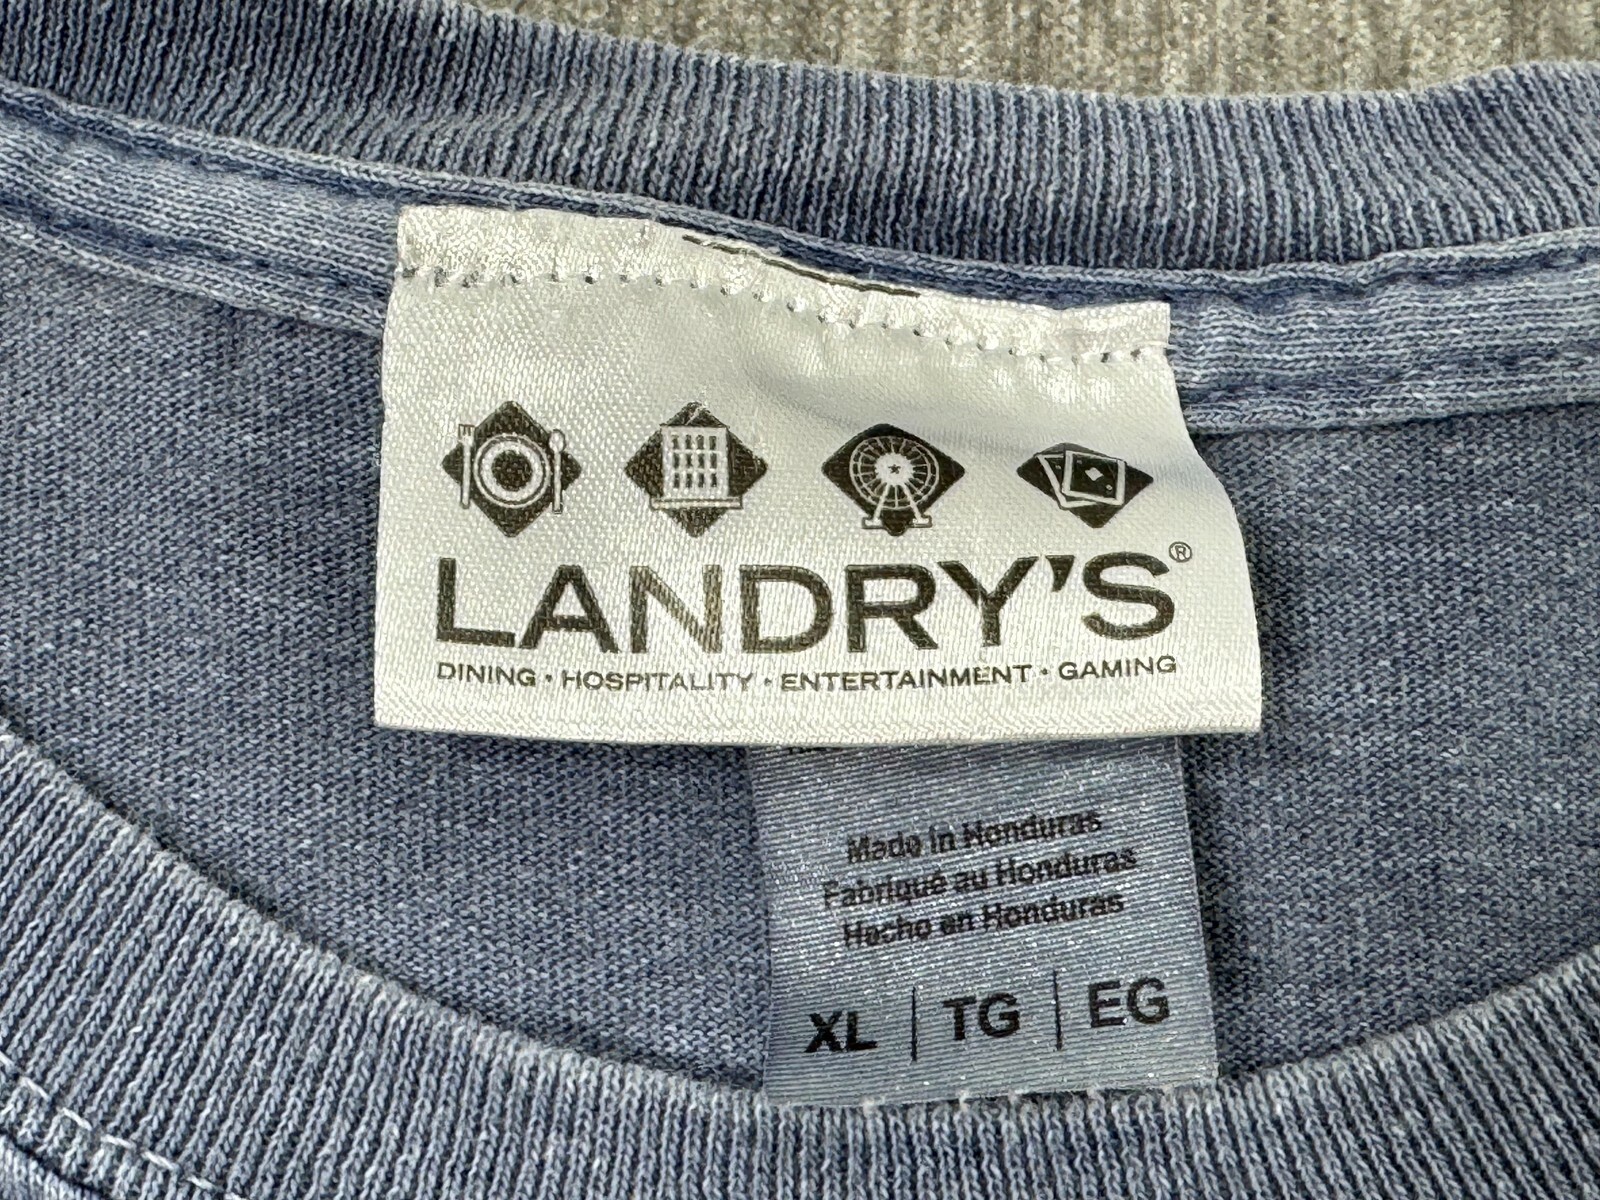 LANDRY'S®
DINING • HOSPITALITY • ENTERTAINMENT • GAMING
Made in Honduras
Fabriqué au Honduras
Hecho en Honduras
XL | TG | EG